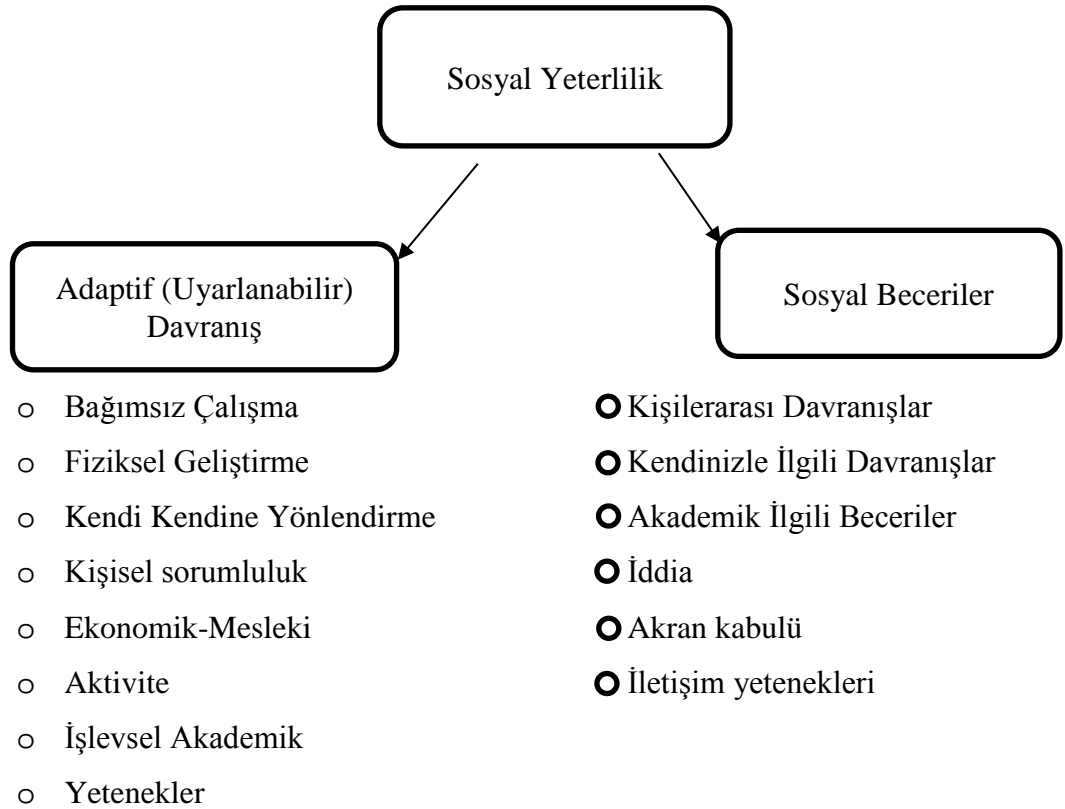 Sosyal Yeterlilik
Adaptif (Uyarlanabilir)
Davranış
Sosyal Beceriler
Bağımsız Çalışma
Fiziksel Geliştirme
Kendi Kendine Yönlendirme
Kişisel sorumluluk
Ekonomik-Mesleki
Aktivite
İşlevsel Akademik
Yetenekler
Kişilerarası Davranışlar
Kendinizle İlgili Davranışlar
Akademik İlgili Beceriler
İddia
Akran kabulü
İletişim yetenekleri